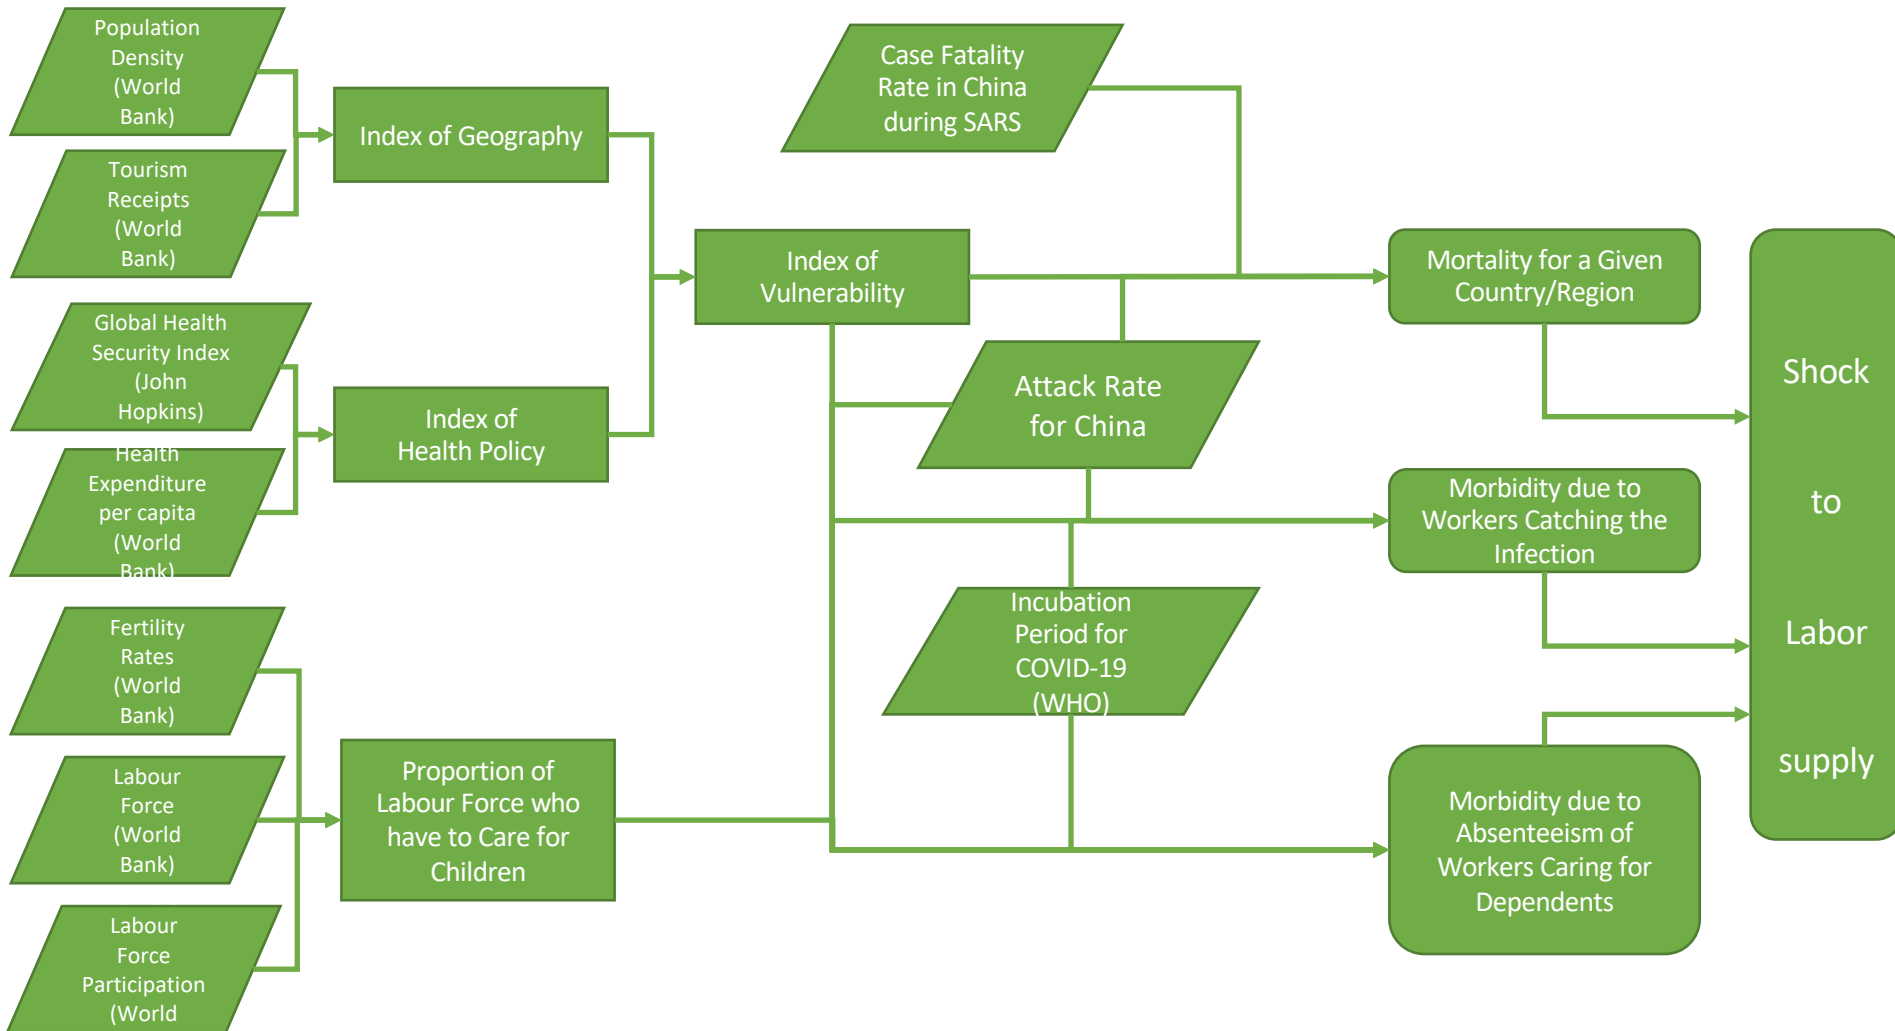 Population
Density
(World
Bank)
Tourism
Receipts
(World
Bank)
Global Health
Security Index
(John
Hopkins)
Health
Expenditure
per capita
(World
Bank)
Fertility
Rates
(World
Bank)
Labour
Force
(World
Bank)
Labour
Force
Participation
(World
Index of Geography
Index of
Health Policy
Proportion of
Labour Force who
have to Care for
Children
Index of
Vulnerability
Case Fatality
Rate in China
during SARS
Attack Rate
for China
Incubation
Period for
COVID-19
(WHO)
Mortality for a Given
Country/Region
Morbidity due to
Workers Catching the
Infection
Morbidity due to
Absenteeism of
Workers Caring for
Dependents
Shock
to
Labor
supply